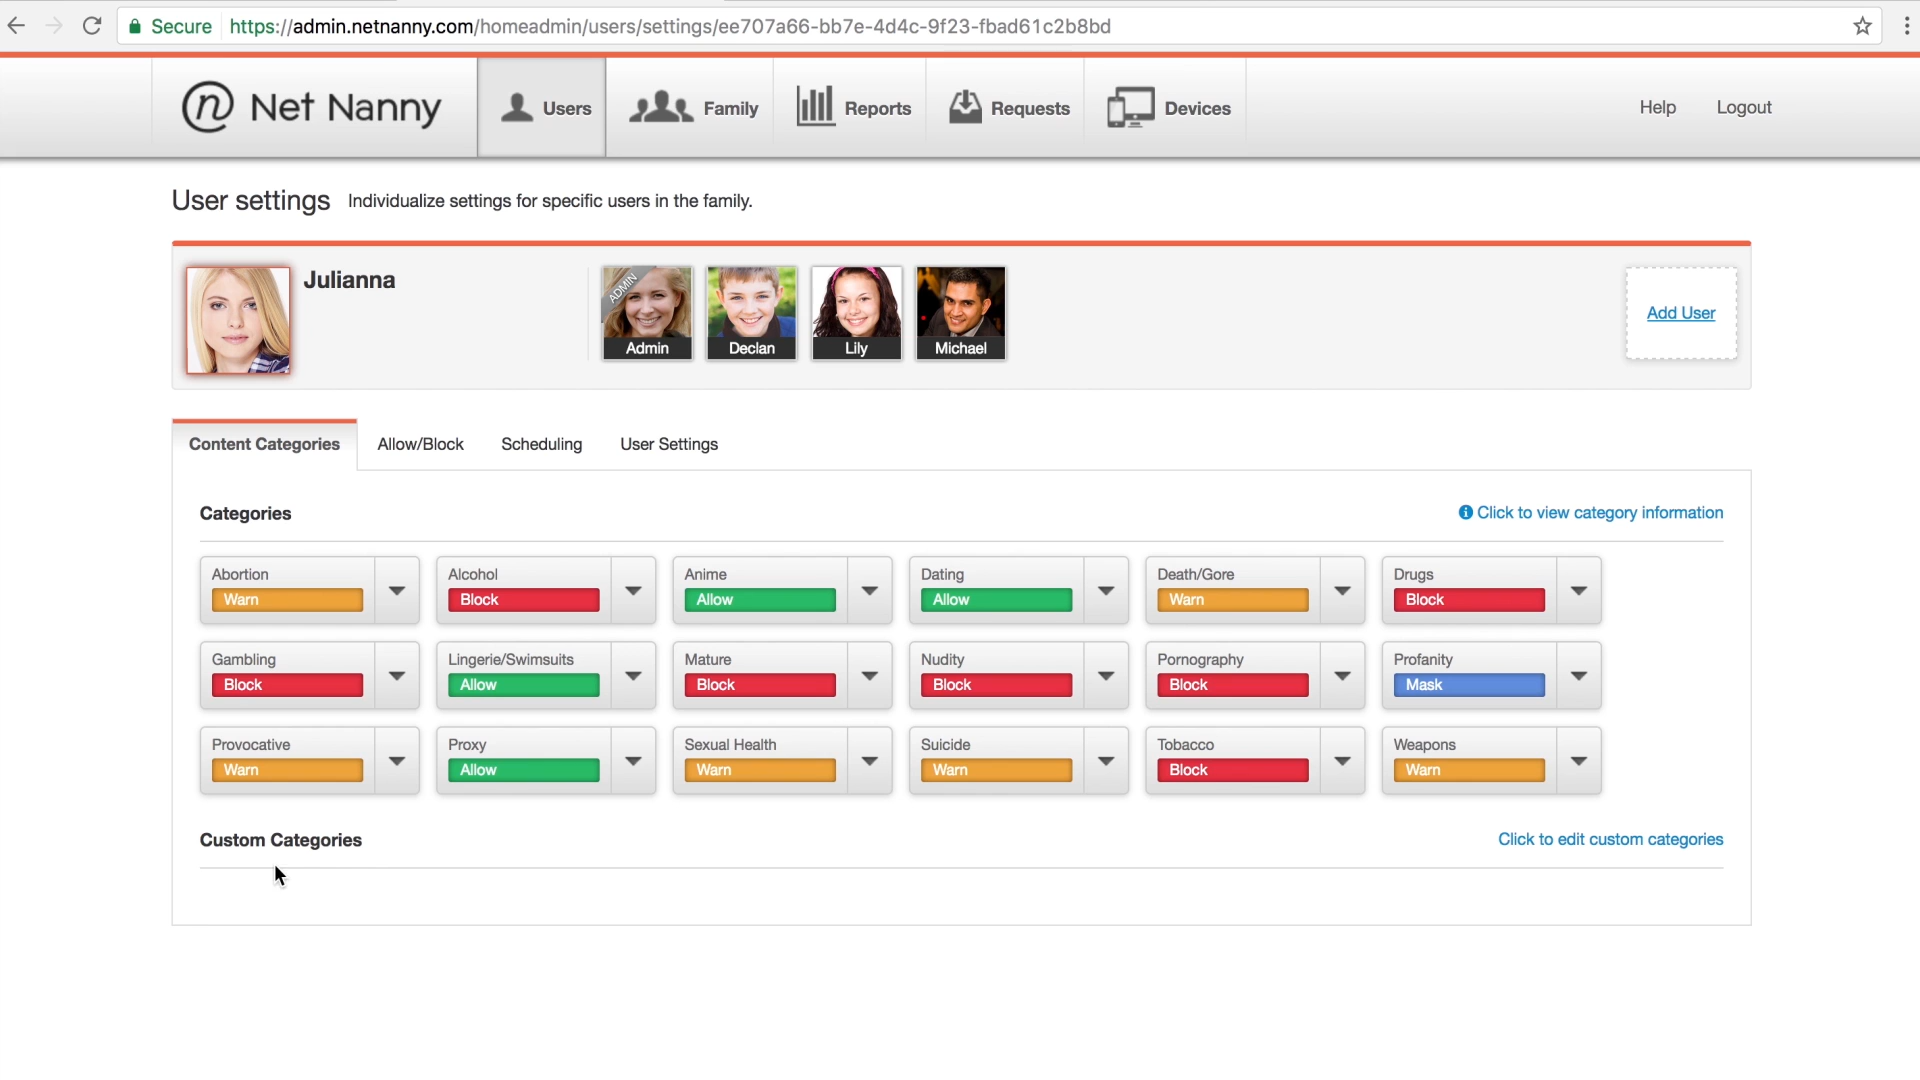 Secure https://admin.netnanny.com/homeadmin/users/settings/ee707a66-bb7e-4d4c-9f23-fbad61c2b8bd
n Net Nanny Users Family Reports Requests Devices Help Logout
User settings Individualize settings for specific users in the family.
Julianna
ADMIN
Admin Declan Lily Michael
Add User
Content Categories Allow/Block Scheduling User Settings
Categories Click to view category information
Abortion Alcohol Anime Dating Death/Gore Drugs
Warn Block Allow Allow Warn Block
Gambling Lingerie/Swimsuits Mature Nudity Pornography Profanity
Block Allow Block Block Block Mask
Provocative Proxy Sexual Health Suicide Tobacco Weapons
Warn Allow Warn Warn Block Warn
Custom Categories Click to edit custom categories